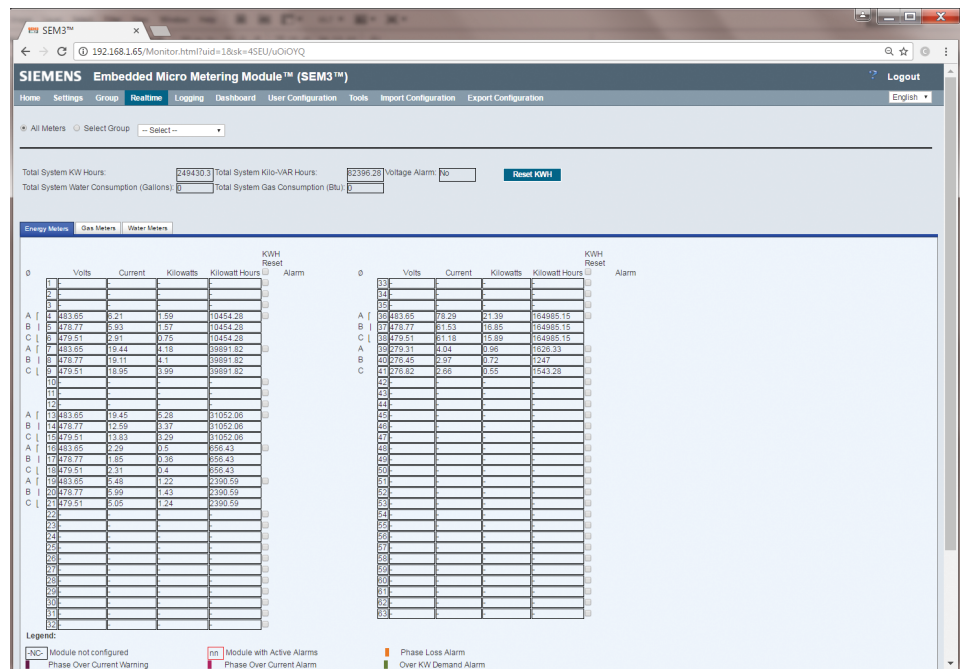 SEM3™
192.168.1.65/Monitor.html?uid=1&sk=4SEU/uOiOYQ
SIEMENS Embedded Micro Metering Module™ (SEM3™)
? Logout
Home Settings Group Realtime Logging Dashboard User Configuration Tools Import Configuration Export Configuration
English
All Meters Select Group -- Select --
Total System KW Hours: 249430.3 Total System Kilo-VAR Hours: 82396.28 Voltage Alarm: No Reset KWH
Total System Water Consumption (Gallons): 0 Total System Gas Consumption (Btu): 0
Energy Meters Gas Meters Water Meters
KWH KWH
Reset Reset
Ø Volts Current Kilowatts Kilowatt Hours Alarm Ø Volts Current Kilowatts Kilowatt Hours Alarm
1 - - - - 33 - - - -
2 - - - - 34 - - - -
3 - - - - 35 - - - -
A 4 483.65 6.21 1.59 10454.28 A 36 483.65 78.29 21.39 164985.15
B 5 478.77 5.93 1.57 10454.28 B 37 478.77 61.53 16.85 164985.15
C 6 479.51 2.91 0.75 10454.28 C 38 479.51 61.18 15.89 164985.15
A 7 483.65 19.44 4.18 39891.82 A 39 279.31 4.04 0.96 1626.33
B 8 478.77 19.11 4.1 39891.82 B 40 276.45 2.97 0.72 1247
C 9 479.51 18.95 3.99 39891.82 C 41 276.82 2.66 0.55 1543.28
10 - - - - 42 - - - -
11 - - - - 43 - - - -
12 - - - - 44 - - - -
A 13 483.65 19.45 5.28 31052.06 45 - - - -
B 14 478.77 12.59 3.37 31052.06 46 - - - -
C 15 479.51 13.83 3.29 31052.06 47 - - - -
A 16 483.65 2.29 0.5 656.43 48 - - - -
B 17 478.77 1.85 0.36 656.43 49 - - - -
C 18 479.51 2.31 0.4 656.43 50 - - - -
A 19 483.65 5.48 1.22 2390.59 51 - - - -
B 20 478.77 5.99 1.43 2390.59 52 - - - -
C 21 479.51 5.05 1.24 2390.59 53 - - - -
22 - - - - 54 - - - -
23 - - - - 55 - - - -
24 - - - - 56 - - - -
25 - - - - 57 - - - -
26 - - - - 58 - - - -
27 - - - - 59 - - - -
28 - - - - 60 - - - -
29 - - - - 61 - - - -
30 - - - - 62 - - - -
31 - - - - 63 - - - -
32 - - - -
Legend:
-NC- Module not configured nn Module with Active Alarms Phase Loss Alarm
Phase Over Current Warning Phase Over Current Alarm Over KW Demand Alarm